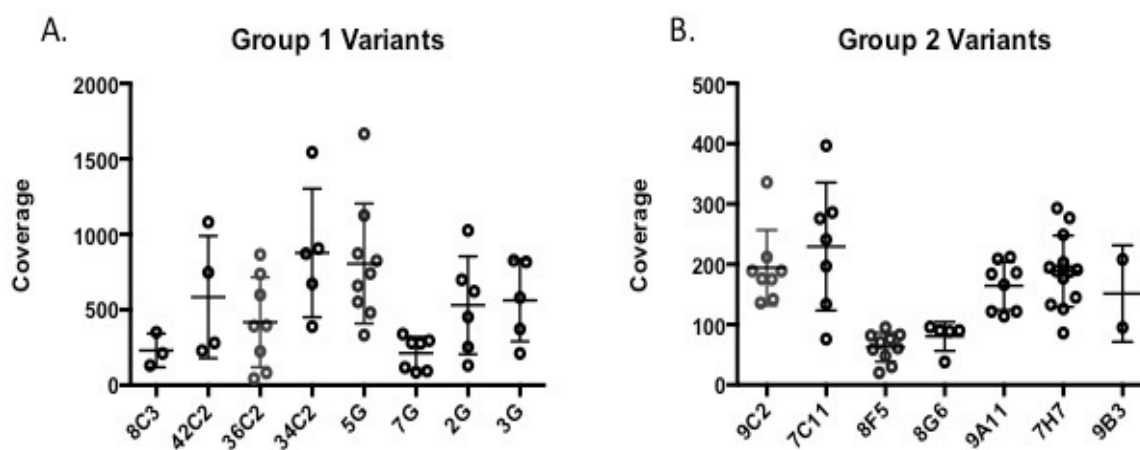 A.
Group 1 Variants
Coverage
2000
1500
1000
500
0
8C3
42C2
36C2
34C2
5G
7G
2G
3G
B.
Group 2 Variants
Coverage
500
400
300
200
100
0
9C2
7C11
8F5
8G6
9A11
7H7
9B3